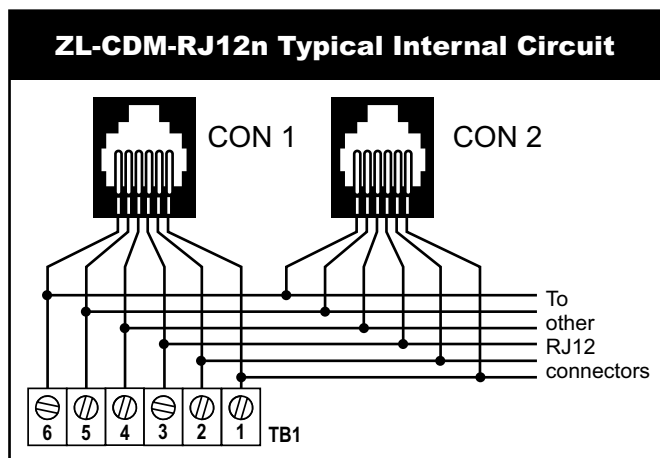 ZL-CDM-RJ12n Typical Internal Circuit
CON 1
CON 2
To
other
RJ12
connectors
6 5 4 3 2 1 TB1